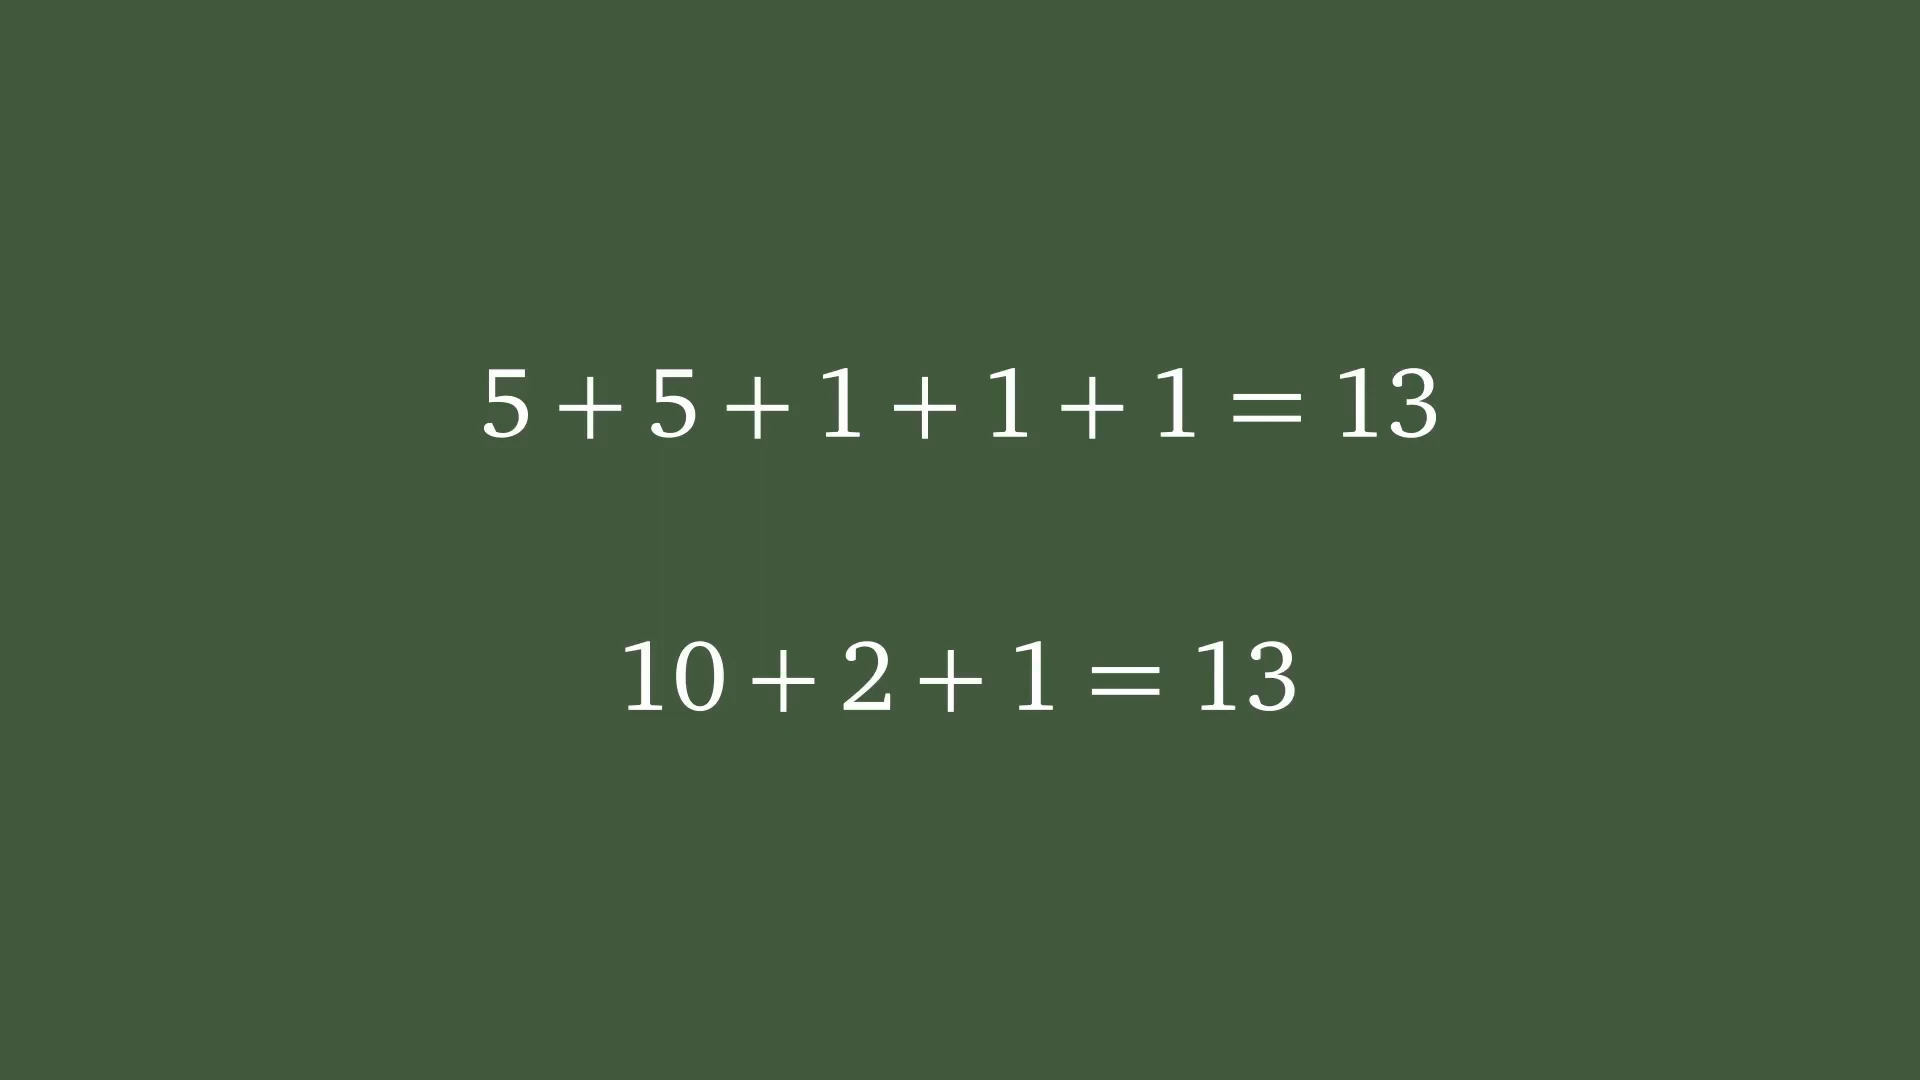 5 + 5 + 1 + 1 + 1 = 13
10 + 2 + 1 = 13